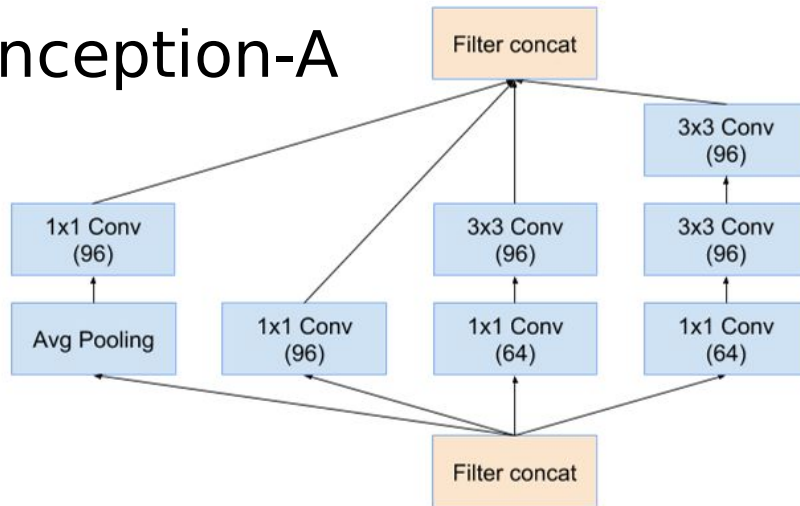 nception-A
Filter concat
3x3 Conv
(96)
1x1 Conv
(96)
3x3 Conv
(96)
3x3 Conv
(96)
Avg Pooling
1x1 Conv
(96)
1x1 Conv
(64)
1x1 Conv
(64)
Filter concat